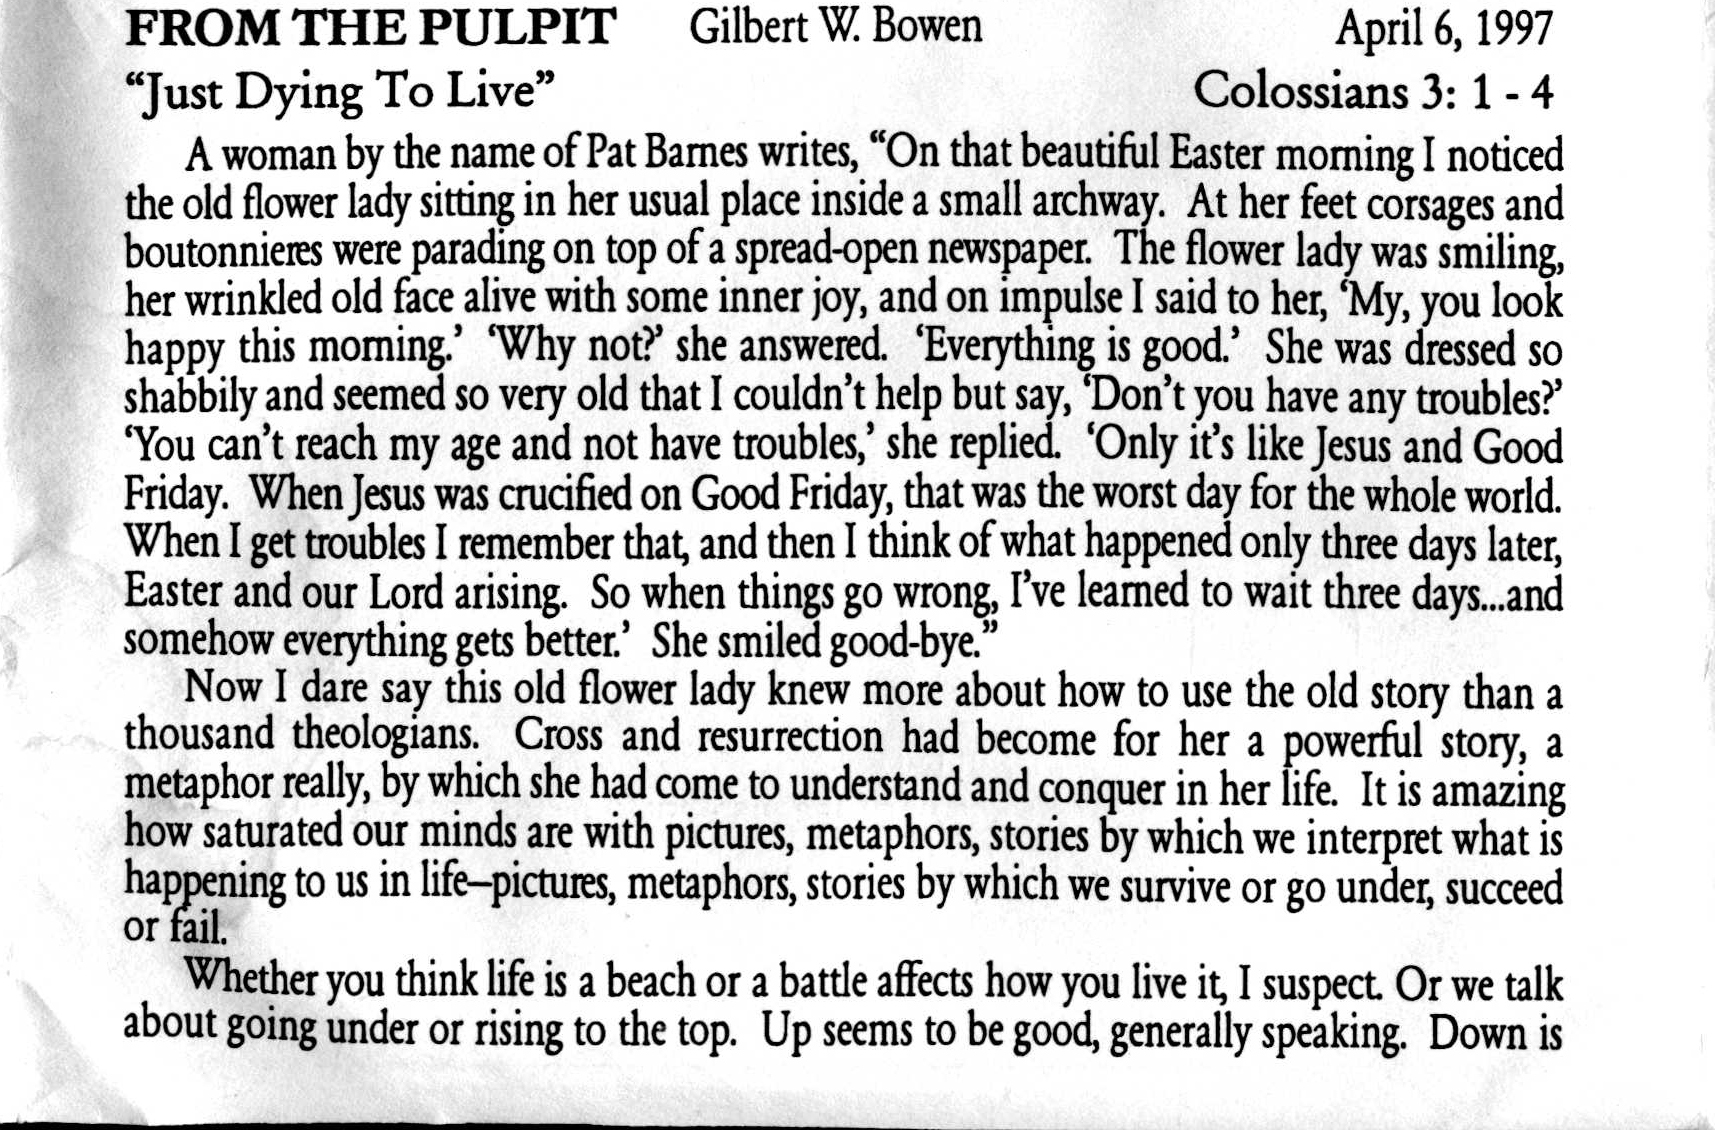 FROM THE PULPIT Gilbert W. Bowen April 6, 1997
“Just Dying To Live” Colossians 3: 1 - 4
A woman by the name of Pat Barnes writes, “On that beautiful Easter morning I noticed
the old flower lady sitting in her usual place inside a small archway. At her feet corsages and
boutonnieres were parading on top of a spread-open newspaper. The flower lady was smiling,
her wrinkled old face alive with some inner joy, and on impulse I said to her, ‘My, you look
happy this morning.’ ‘Why not?’ she answered. ‘Everything is good.’ She was dressed so
shabbily and seemed so very old that I couldn’t help but say, ‘Don’t you have any troubles?’
‘You can’t reach my age and not have troubles,’ she replied. ‘Only it’s like Jesus and Good
Friday. When Jesus was crucified on Good Friday, that was the worst day for the whole world.
When I get troubles I remember that, and then I think of what happened only three days later,
Easter and our Lord arising. So when things go wrong, I’ve learned to wait three days...and
somehow everything gets better.’ She smiled good-bye.”
Now I dare say this old flower lady knew more about how to use the old story than a
thousand theologians. Cross and resurrection had become for her a powerful story, a
metaphor really, by which she had come to understand and conquer in her life. It is amazing
how saturated our minds are with pictures, metaphors, stories by which we interpret what is
happening to us in life–pictures, metaphors, stories by which we survive or go under, succeed
or fail.
Whether you think life is a beach or a battle affects how you live it, I suspect. Or we talk
about going under or rising to the top. Up seems to be good, generally speaking. Down is